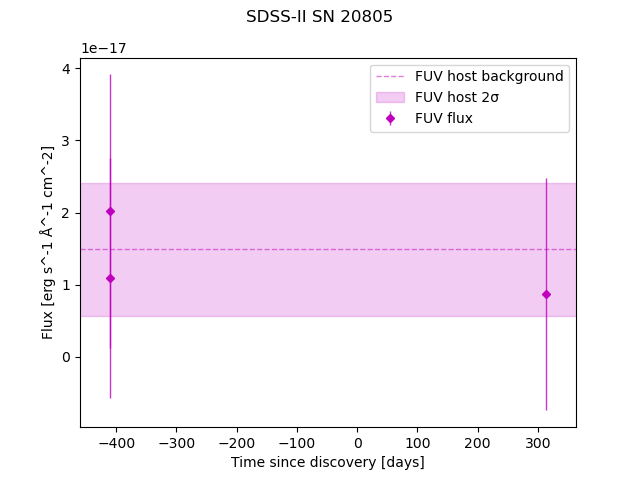 SDSS-II SN 20805
1e−17
FUV host background
FUV host 2σ
FUV flux
4
3
2
1
0
Flux [erg s^-1 Å^-1 cm^-2]
−400 −300 −200 −100 0 100 200 300
Time since discovery [days]